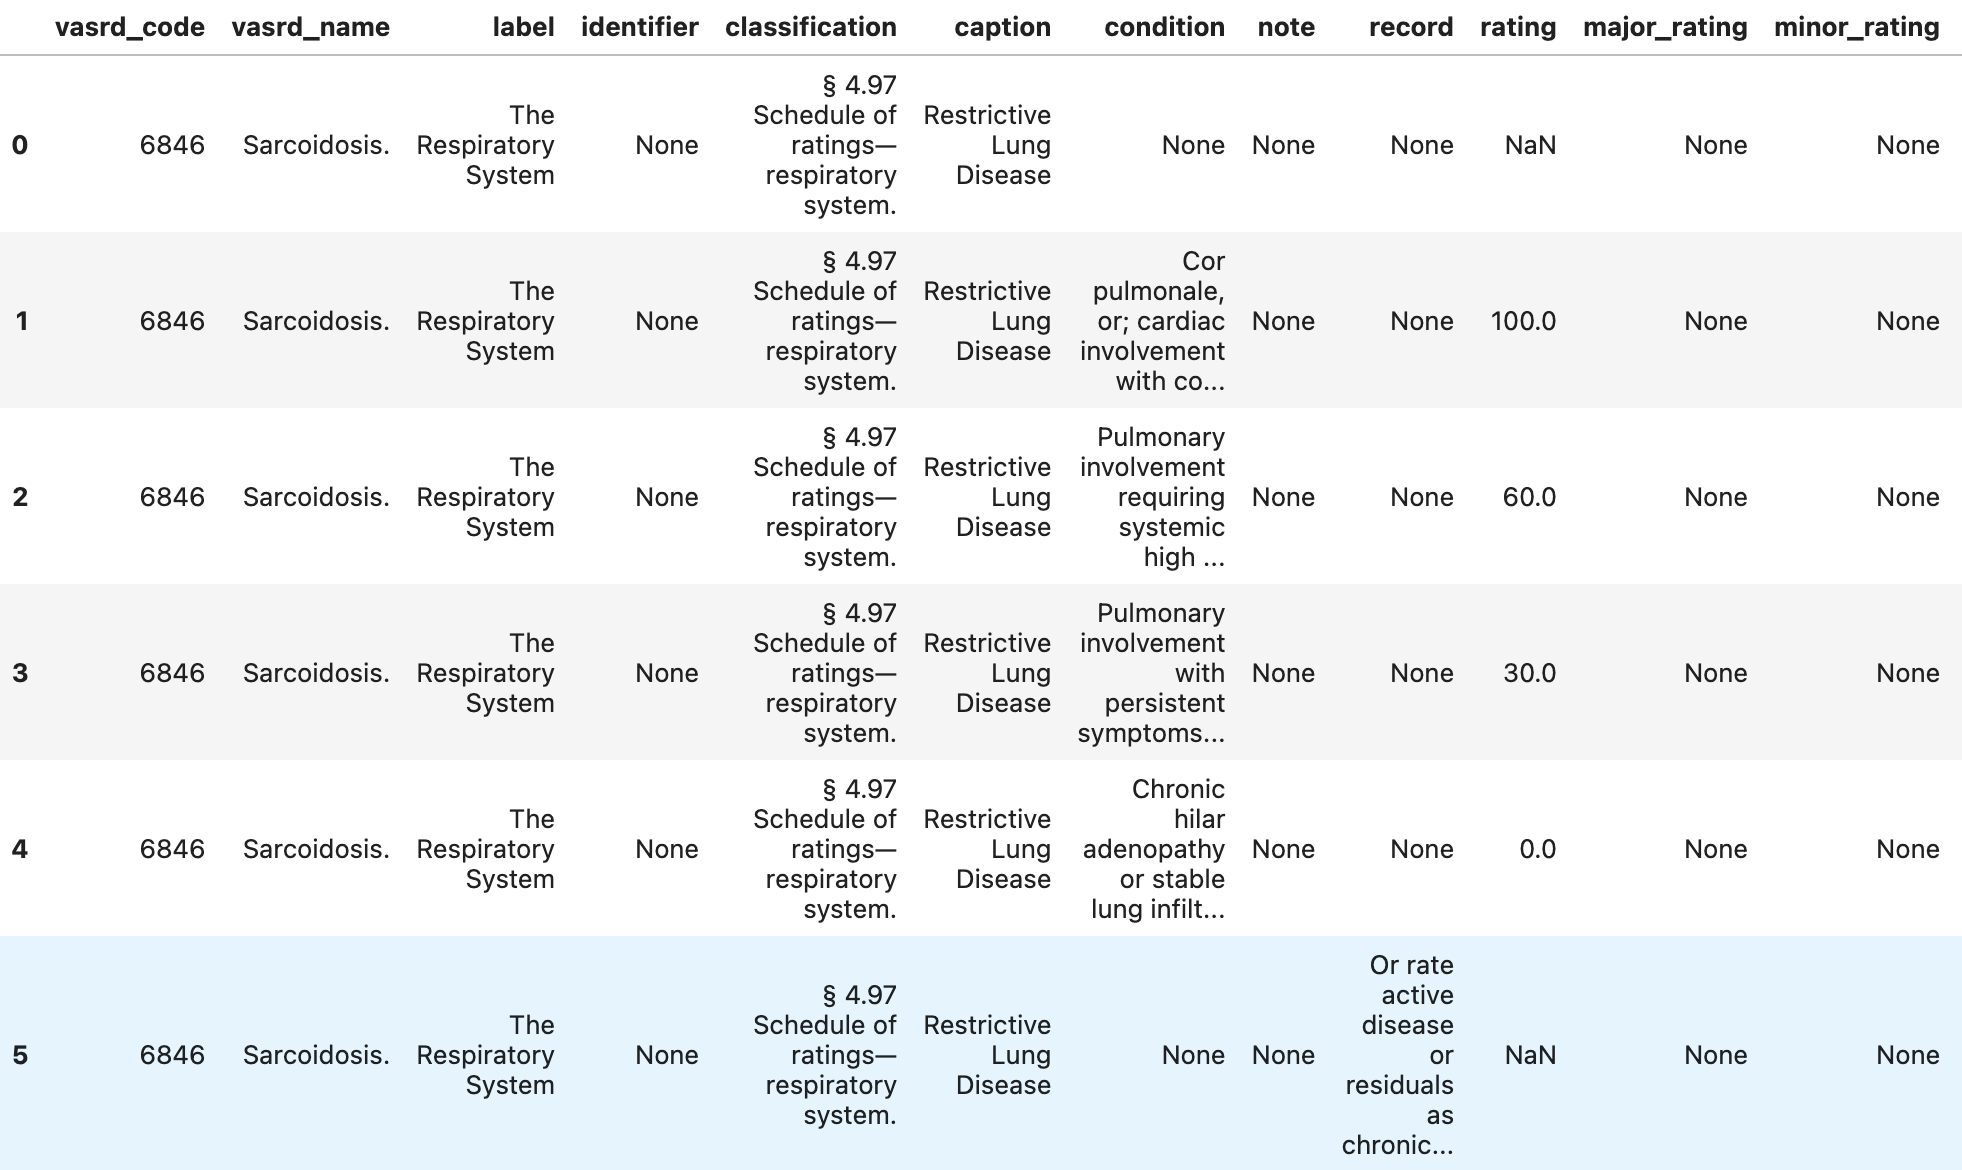 vasrd_code vasrd_name label identifier classification caption condition note record rating major_rating minor_rating
0 6846 Sarcoidosis. The Respiratory System None § 4.97 Schedule of ratings—respiratory system. Restrictive Lung Disease None None None NaN None None
1 6846 Sarcoidosis. The Respiratory System None § 4.97 Schedule of ratings—respiratory system. Restrictive Lung Disease Cor pulmonale, or; cardiac involvement with co... None None 100.0 None None
2 6846 Sarcoidosis. The Respiratory System None § 4.97 Schedule of ratings—respiratory system. Restrictive Lung Disease Pulmonary involvement requiring systemic high ... None None 60.0 None None
3 6846 Sarcoidosis. The Respiratory System None § 4.97 Schedule of ratings—respiratory system. Restrictive Lung Disease Pulmonary involvement with persistent symptoms... None None 30.0 None None
4 6846 Sarcoidosis. The Respiratory System None § 4.97 Schedule of ratings—respiratory system. Restrictive Lung Disease Chronic hilar adenopathy or stable lung infilt... None None 0.0 None None
5 6846 Sarcoidosis. The Respiratory System None § 4.97 Schedule of ratings—respiratory system. Restrictive Lung Disease None None Or rate active disease or residuals as chronic... NaN None None